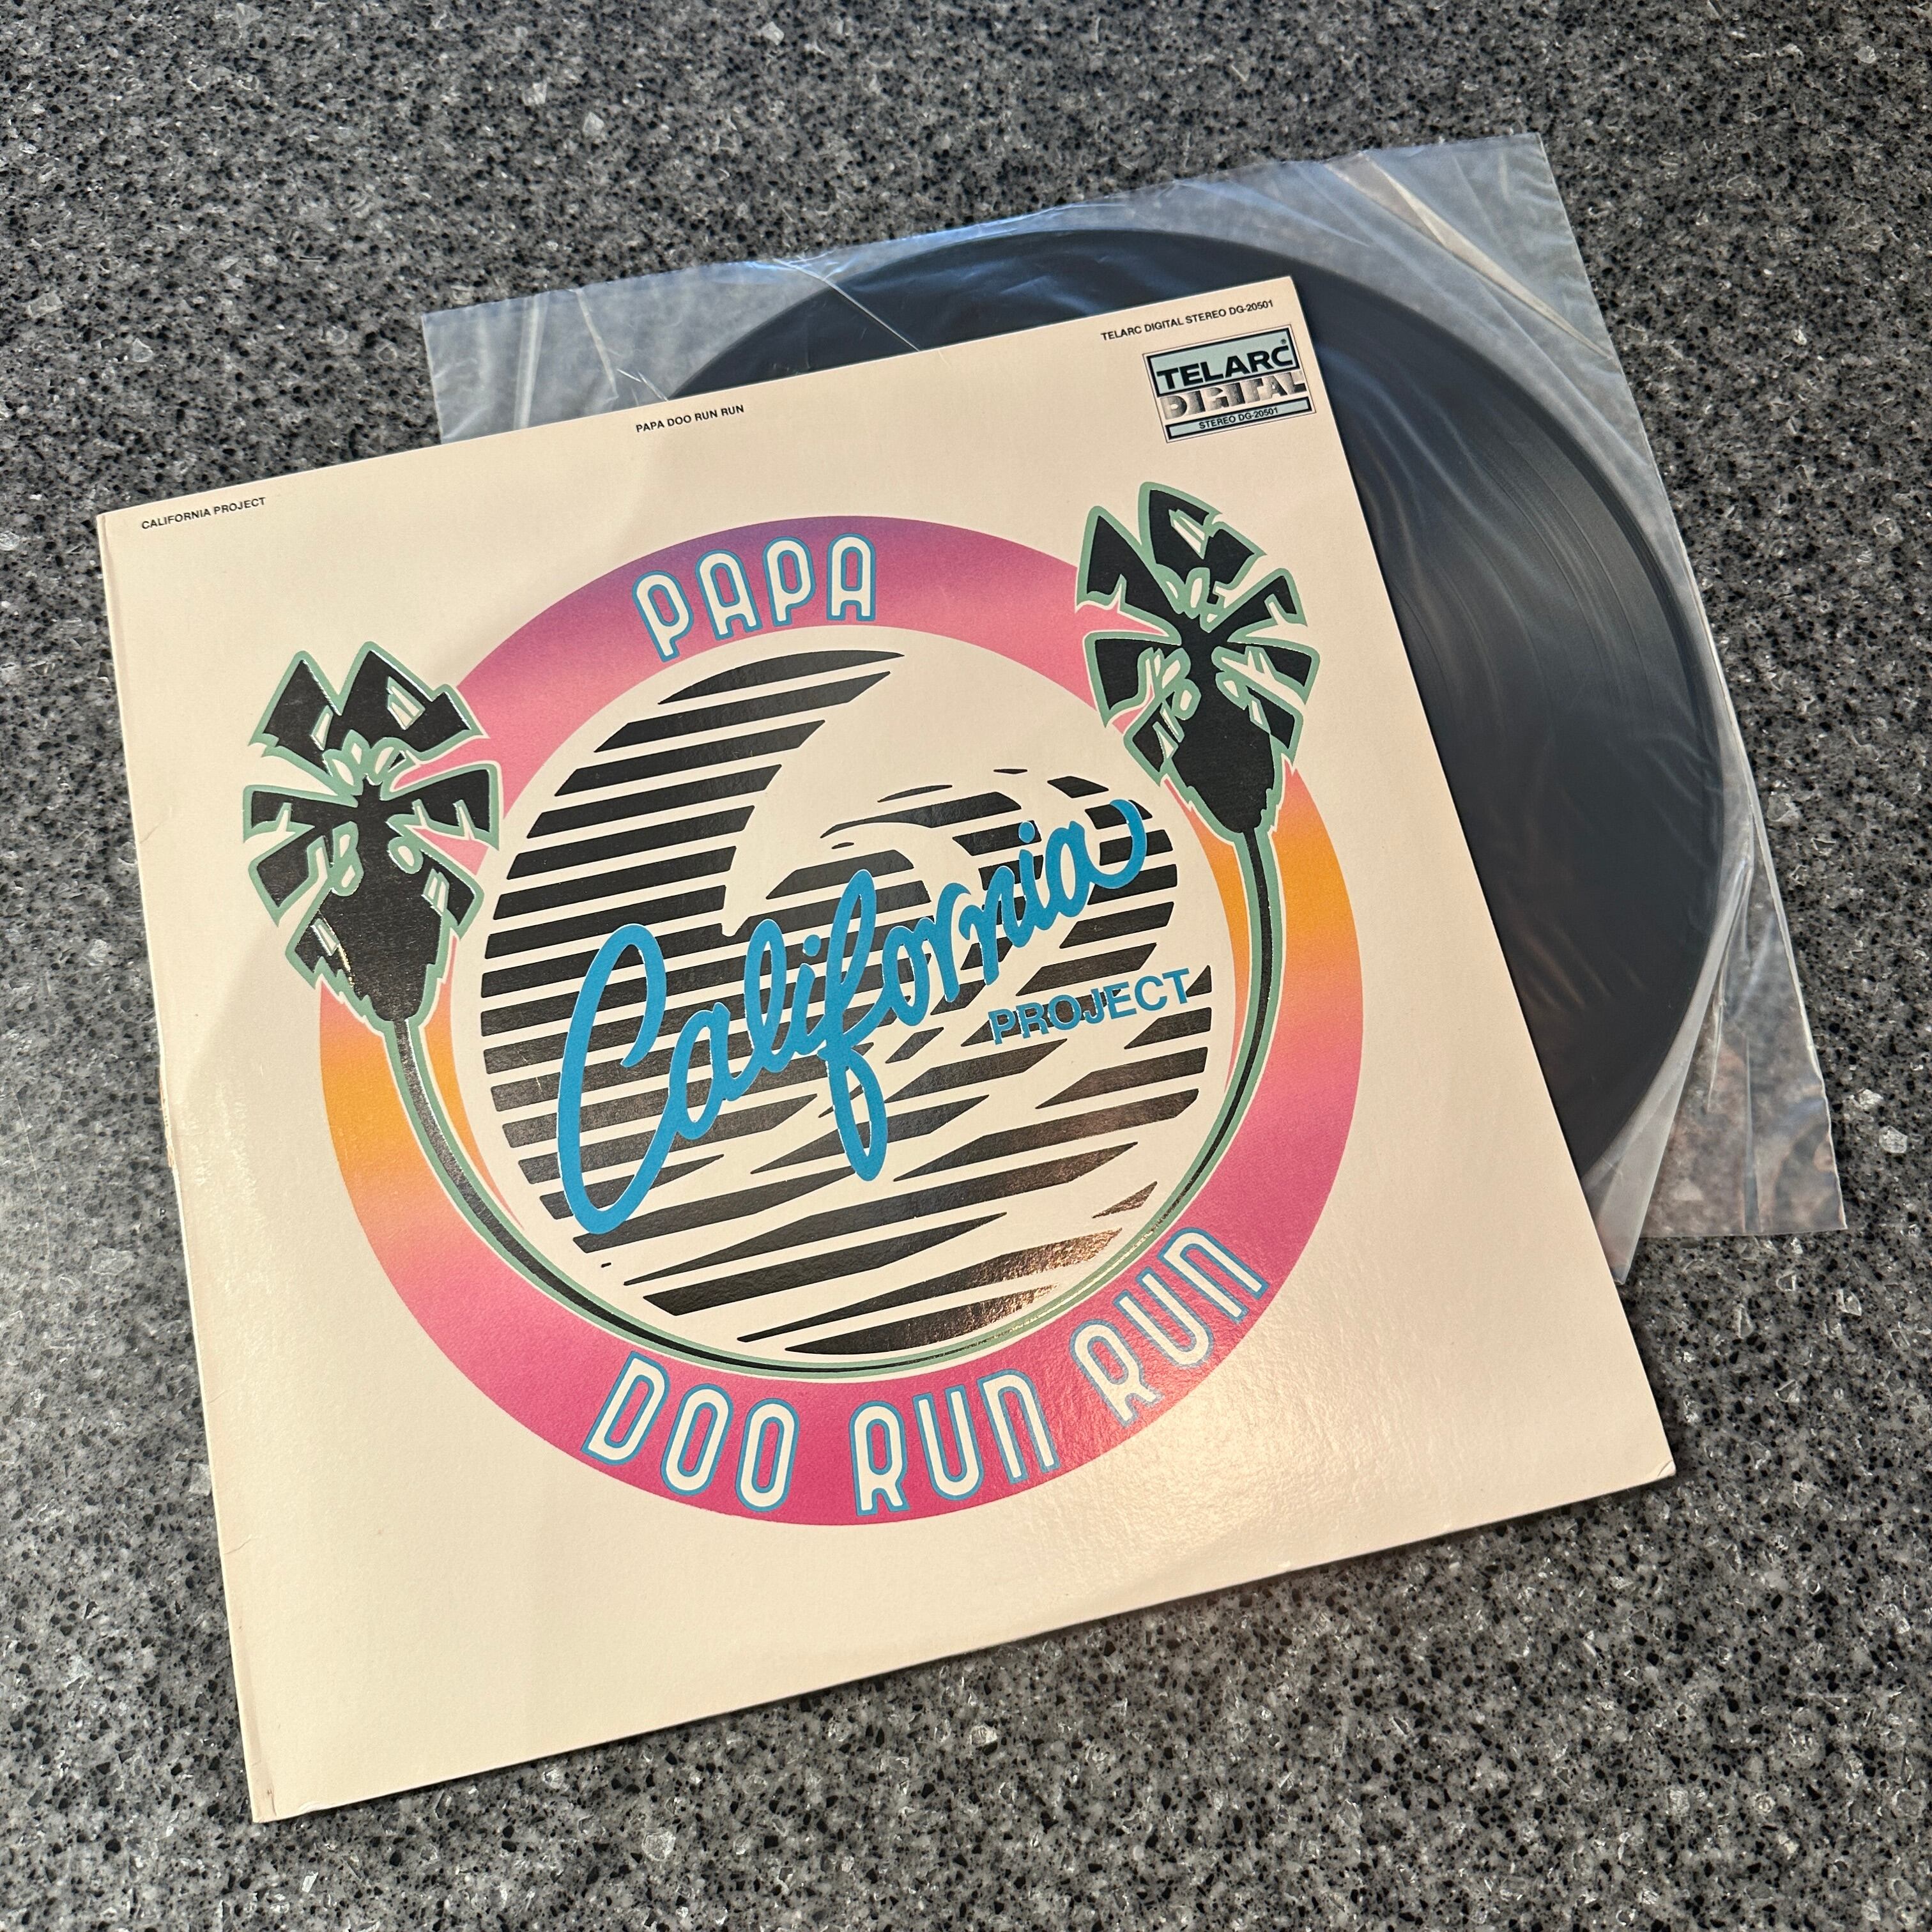 CALIFORNIA PROJECT
PAPA DOO RUN RUN
TELARC DIGITAL STEREO DG-20501
TELARC®
DIGITAL
STEREO DG-20501
PAPA
California
PROJECT
DOO RUN RUN